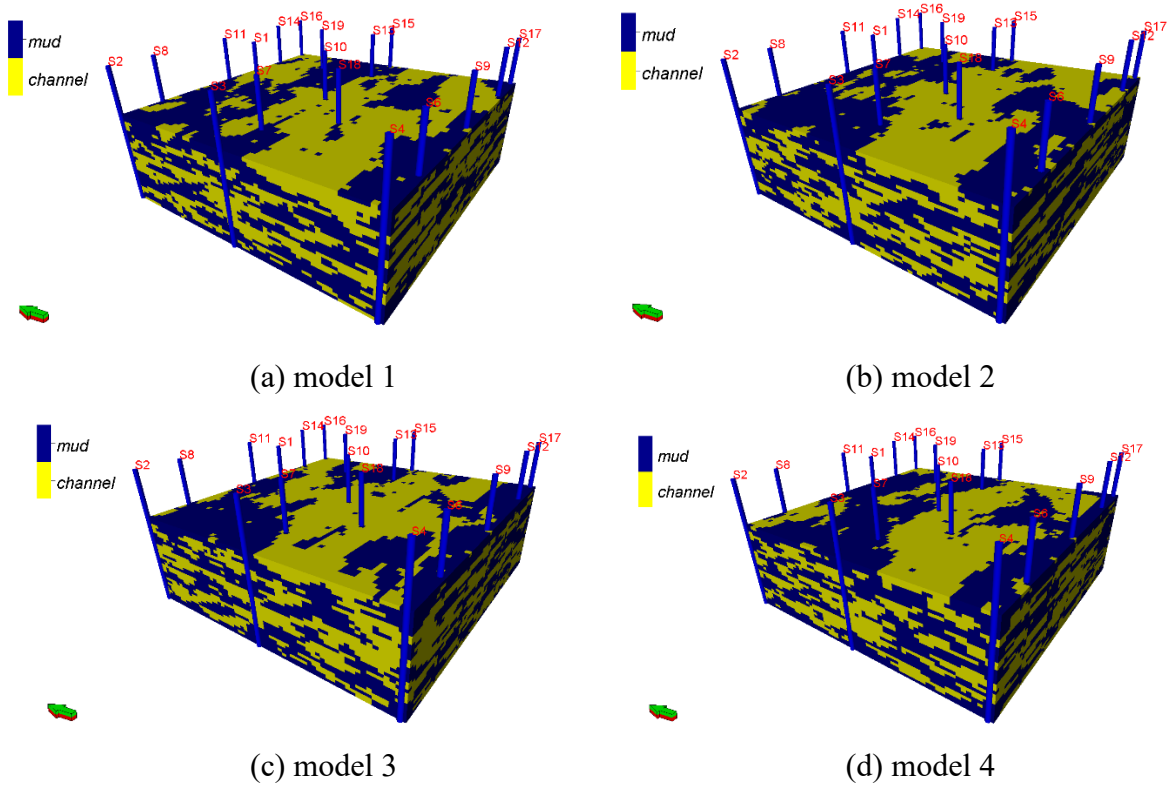 mud
channel
S2
S8
S11
S1
S14
S16
S19
S10
S13
S15
S17
S12
S3
S7
S18
S9
S6
S4
(a) model 1
mud
channel
S2
S8
S11
S1
S14
S16
S19
S10
S13
S15
S17
S12
S3
S7
S18
S9
S6
S4
(b) model 2
mud
channel
S2
S8
S11
S1
S14
S16
S19
S10
S13
S15
S17
S12
S3
S7
S18
S9
S6
S4
(c) model 3
mud
channel
S2
S8
S11
S1
S14
S16
S19
S10
S13
S15
S17
S12
S3
S7
S18
S9
S6
S4
(d) model 4